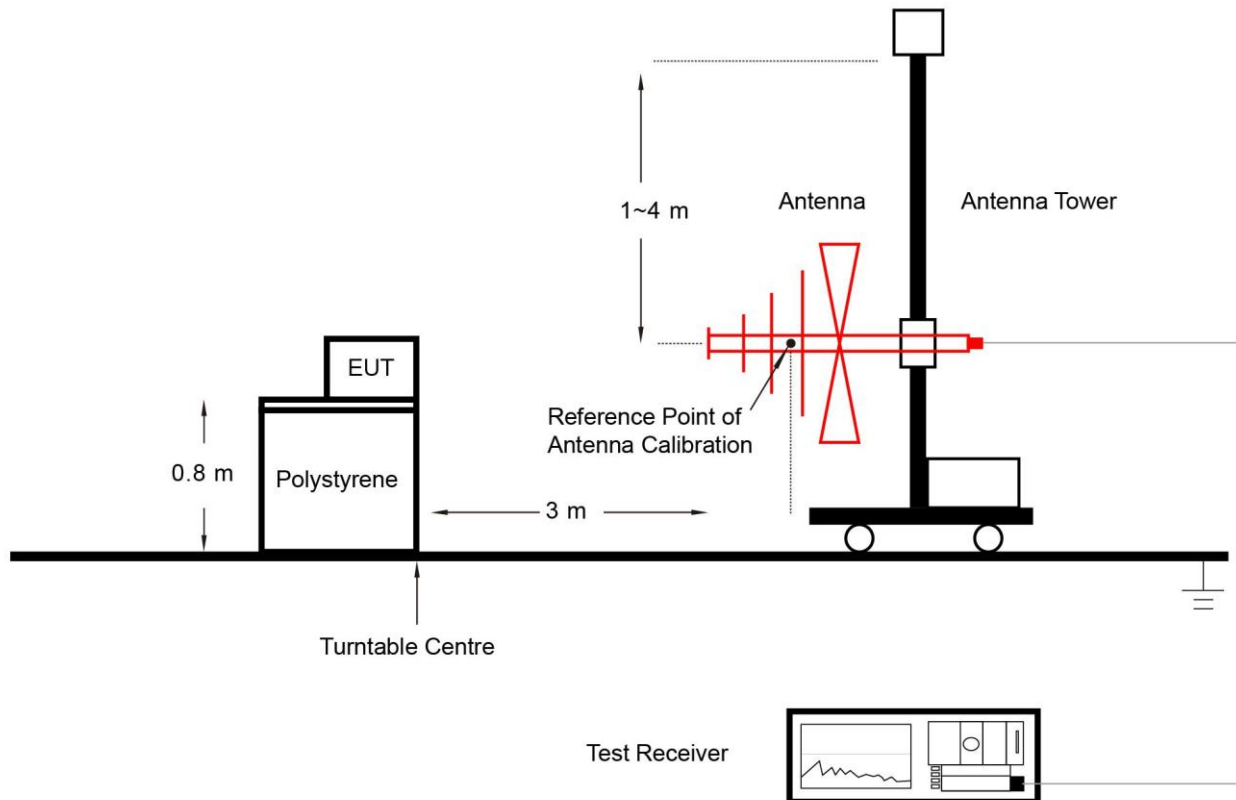 1~4 m
Antenna
Antenna Tower
EUT
Reference Point of
Antenna Calibration
0.8 m
Polystyrene
3 m
Turntable Centre
Test Receiver